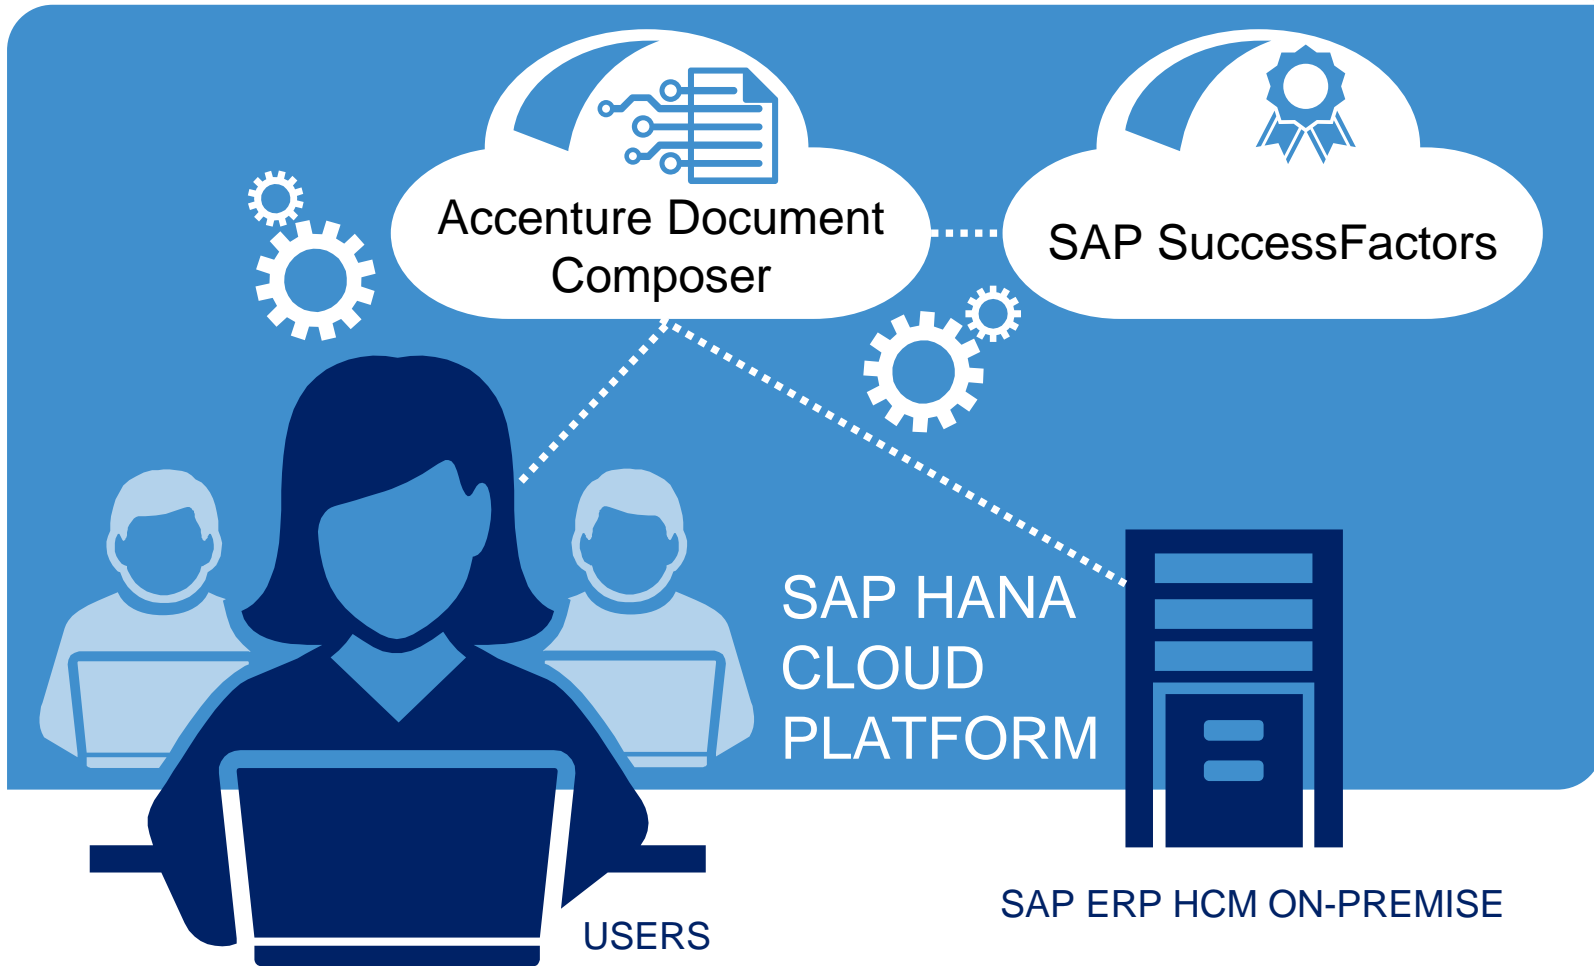 Accenture Document
Composer
SAP SuccessFactors
SAP HANA
CLOUD
PLATFORM
SAP ERP HCM ON-PREMISE
USERS